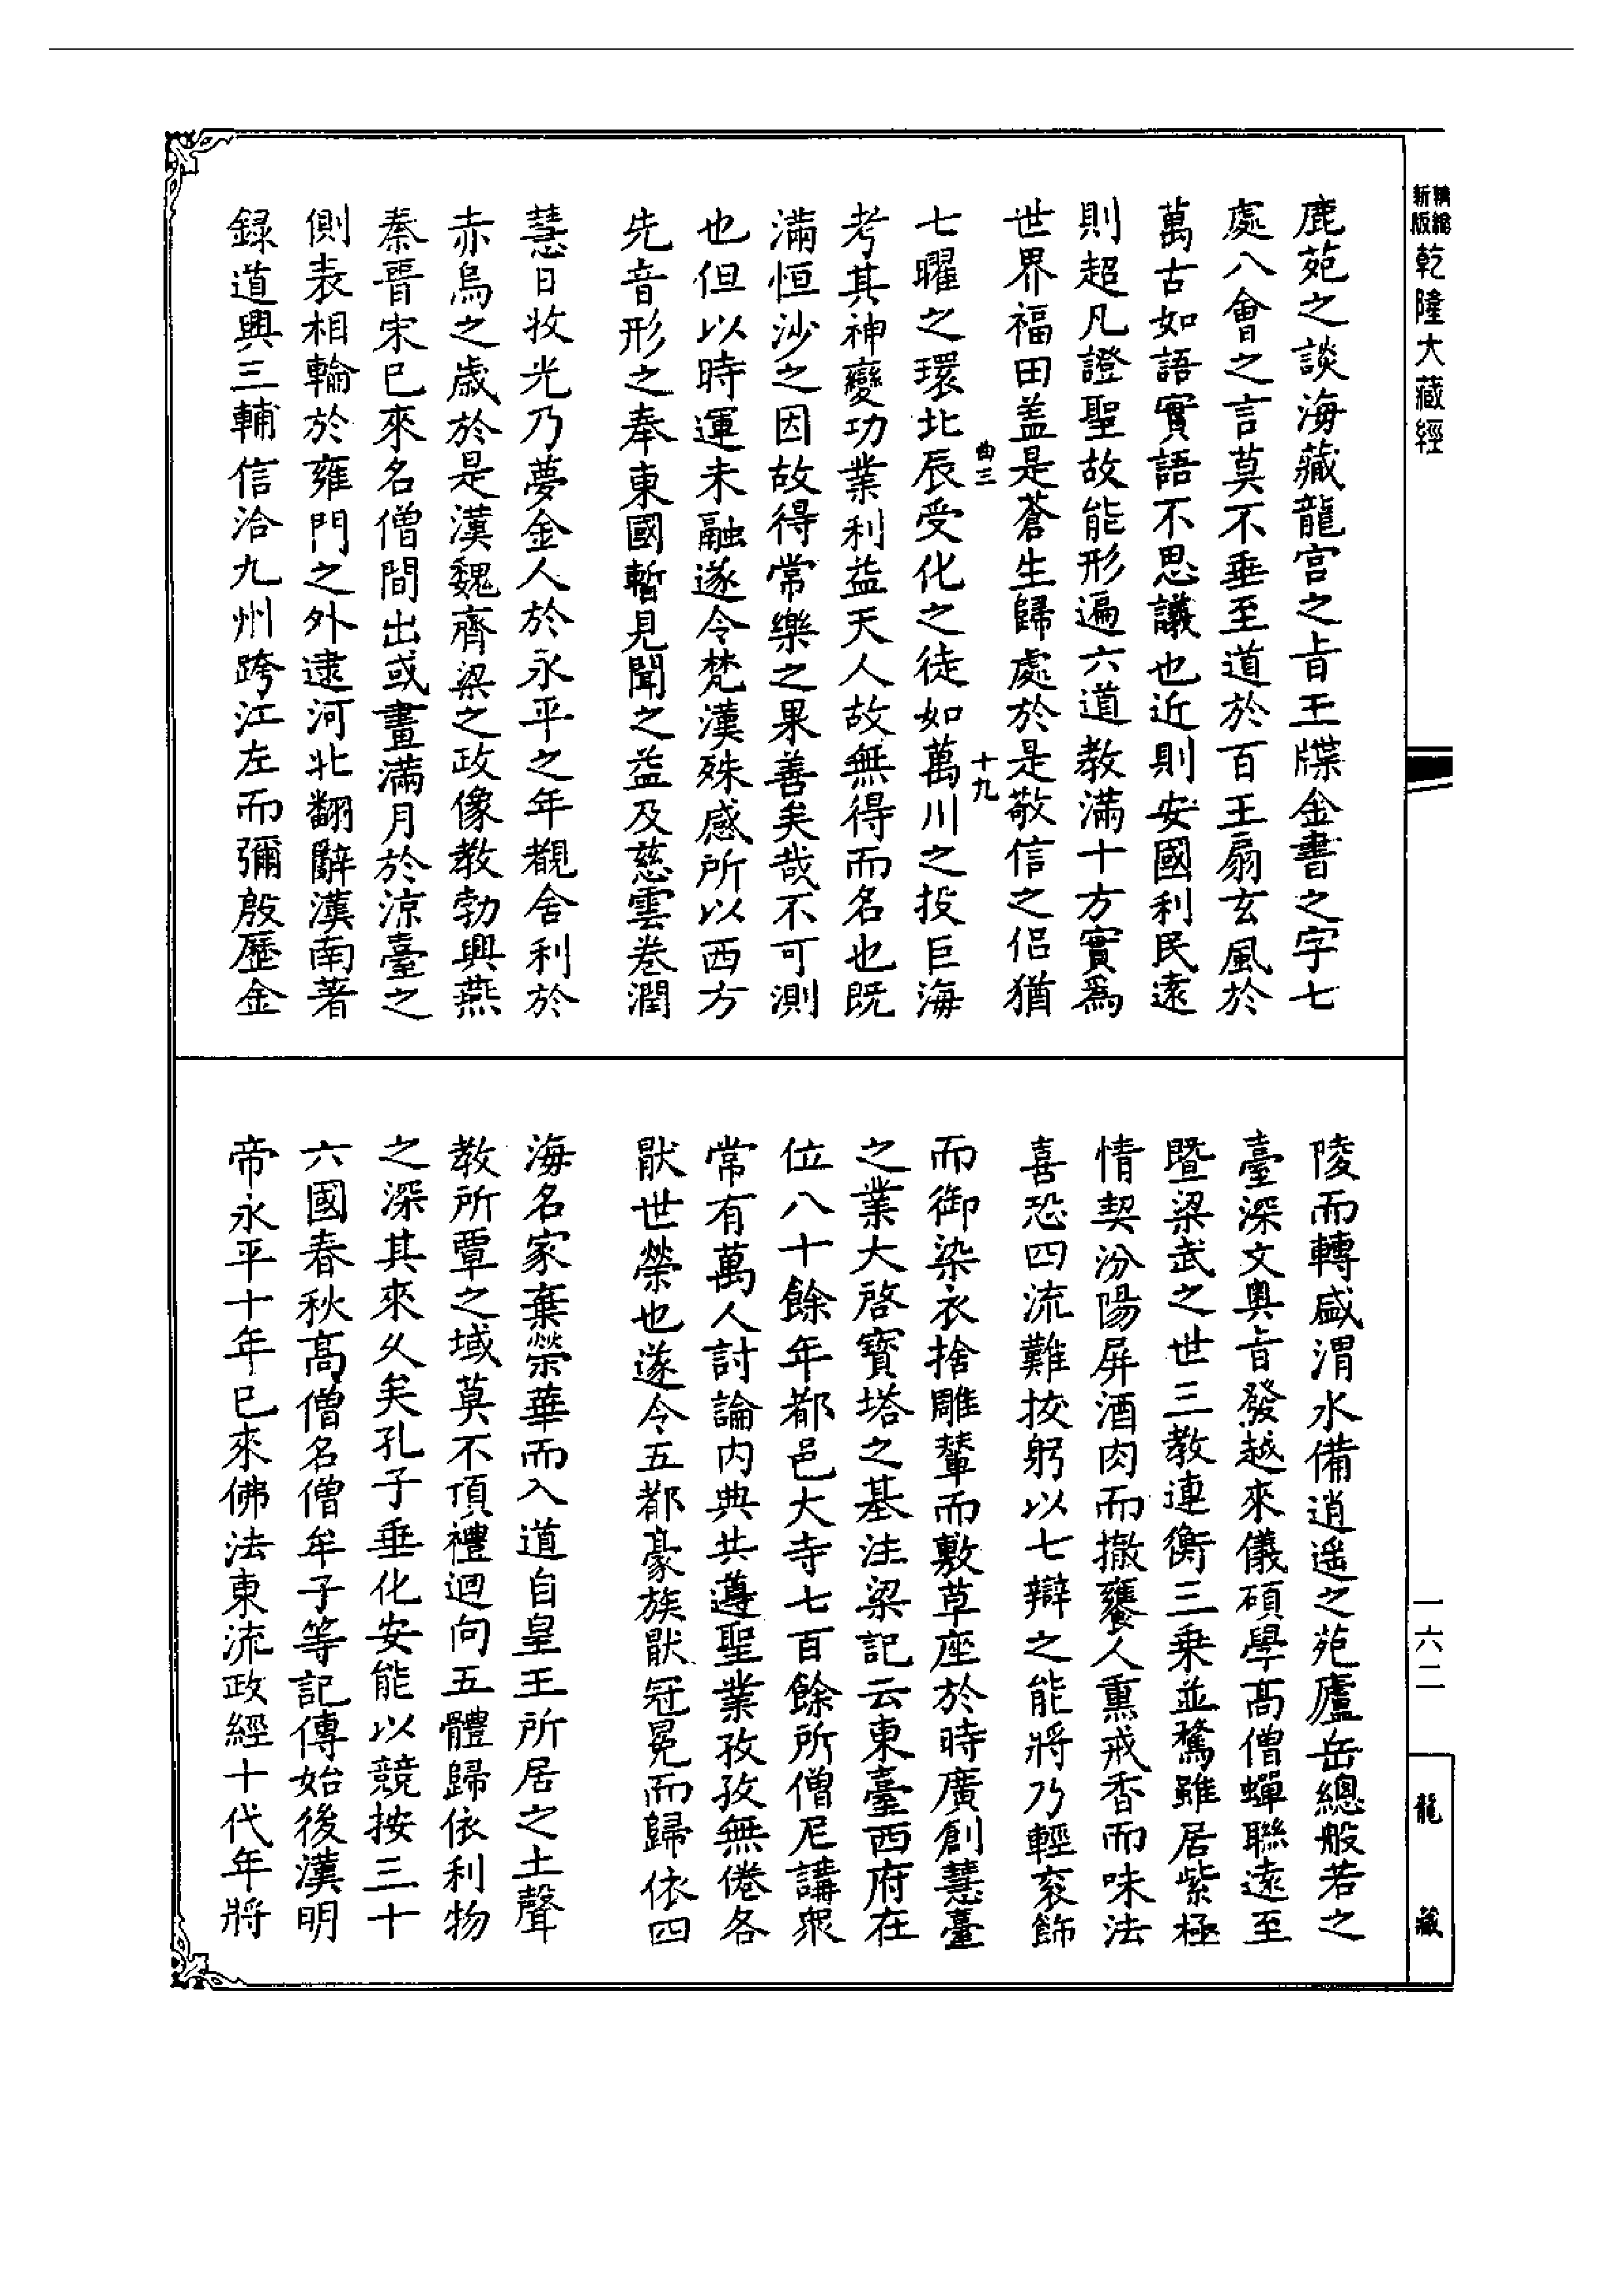 精縮
新版
乾隆大藏經
鹿苑之談海藏龍宮之旨玉牒金書之字七
處八會之言莫不垂至道於百王扇玄風於
萬古如語實語不思議也近則安國利民遠
則超凡證聖故能形遍六道教滿十方實爲
世界福田盖是蒼生歸處於是敬信之侶猶
曲三
十九
七曜之環北辰受化之徒如萬川之投巨海
考其神變功業利益天人故無得而名也既
滿恒沙之因故得常樂之果善矣哉不可測
也但以時運未融遂令梵漢殊感所以西方
先音形之奉東國暫見聞之益及慈雲卷潤
慧日收光乃夢金人於永平之年覩舍利於
赤烏之歲於是漢魏齊梁之政像教勃興燕
秦晉宋已來名僧間出或畫滿月於涼臺之
側表相輪於雍門之外逮河北翻辭漢南著
録道興三輔信洽九州跨江左而彌殷歷金
陵而轉盛渭水備逍遥之苑廬岳總般若之
臺深文奥旨發越來儀碩學高僧蟬聯遠至
暨梁武之世三教連衡三乗並騖雖居紫極
情契汾陽屏酒肉而撤饔人熏戒香而味法
喜恐四流難拔躬以七辯之能將乃輕衮飾
而御染衣捨雕輦而敷草座於時廣創慧臺
之業大啓寳塔之基注梁記云東臺西府在
位八十餘年都邑大寺七百餘所僧尼講衆
常有萬人討論内典共遵聖業孜孜無倦各
猒世榮也遂令五都豪族猒冠冕而歸依四
海名家棄榮華而入道自皇王所居之土聲
教所覃之域莫不頂禮迴向五體歸依利物
之深其來久矣孔子垂化安能以競按三十
六國春秋高僧名僧牟子等記傳始後漢明
帝永平十年已來佛法東流政經十代年將
一六二
龍藏